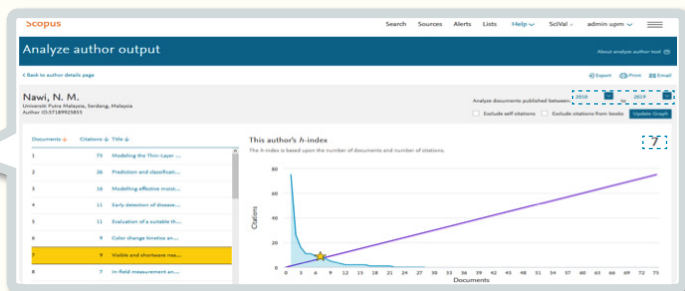 Scopus
Search Sources Alerts Lists Help SciVal admin upm
Analyze author output
About analyze author tool
< Back to author details page
Export Print Email
Nawi, N. M.
Universiti Putra Malaysia, Serdang, Malaysia
Author ID:57189925855
Analyze documents published between: 2010 to 2019
Exclude self citations Exclude citations from books Update Graph
Documents Citations Title
1 75 Modeling the Thin-Layer ...
2 26 Prediction and classificati...
3 16 Modelling effective moist...
4 11 Early detection of disease...
5 11 Evaluation of a suitable th...
6 9 Color change kinetics an...
7 9 Visible and shortwave nea...
8 7 In-field measurement an...
This author's h-index
The h-index is based upon the number of documents and number of citations.
7
Citations
80
60
40
20
0
0 3 6 9 12 15 18 21 24 27 30 33 36 39 42 45 48 51 54 57 60 63 66 69 72 75
Documents